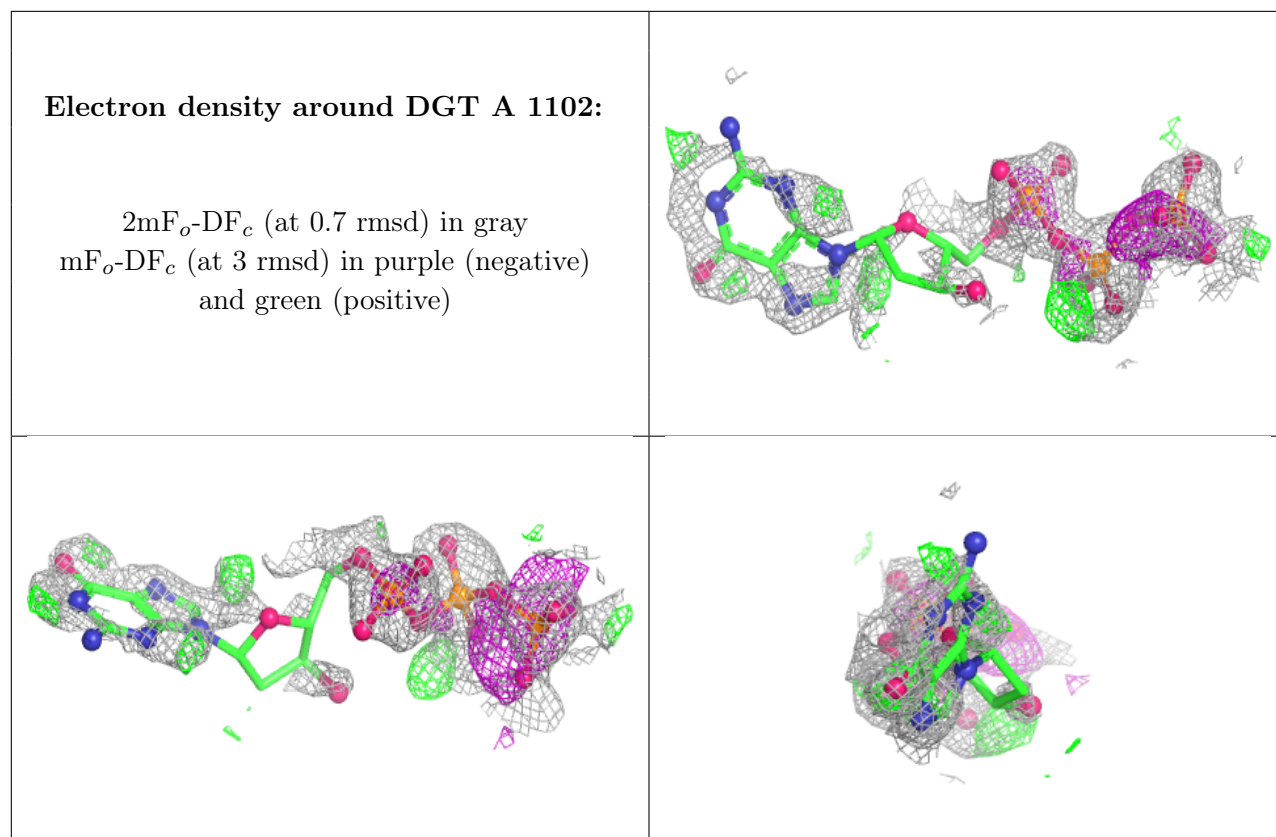 Electron density around DGT A 1102:
2mFo-DFc (at 0.7 rmsd) in gray
mFo-DFc (at 3 rmsd) in purple (negative)
and green (positive)